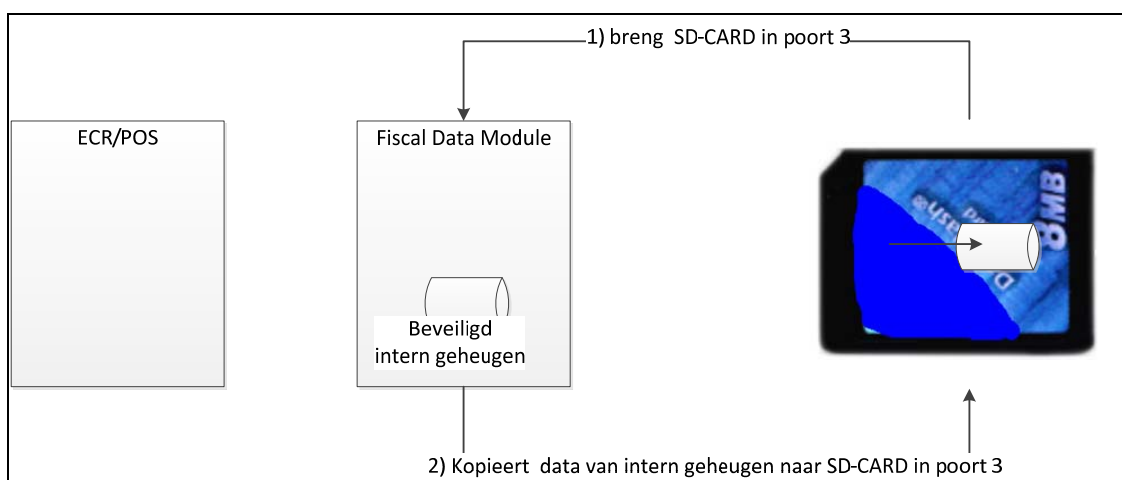 1) breng SD-CARD in poort 3
ECR/POS
Fiscal Data Module
8MB
Beveiligd
intern geheugen
2) Kopieert data van intern geheugen naar SD-CARD in poort 3